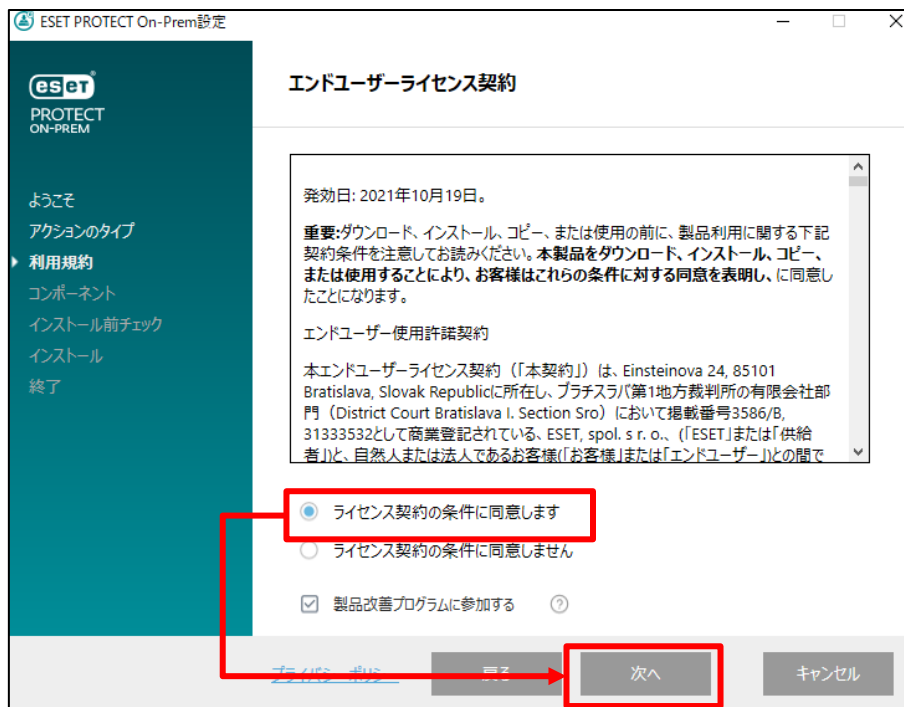 ESET PROTECT On-Prem設定
eset
PROTECT
ON-PREM
ようこそ
アクションのタイプ
利用規約
コンポーネント
インストール前チェック
インストール
終了
エンドユーザーライセンス契約
発効日: 2021年10月19日。
重要:ダウンロード、インストール、コピー、または使用の前に、製品利用に関する下記
契約条件を注意してお読みください。本製品をダウンロード、インストール、コピー、
または使用することにより、お客様はこれらの条件に対する同意を表明し、に同意し
たことになります。
エンドユーザー使用許諾契約
本エンドユーザーライセンス契約（「本契約」）は、Einsteinova 24, 85101
Bratislava, Slovak Republicに所在し、ブラチスラバ第1地方裁判所の有限会社部
門（District Court Bratislava I. Section Sro）において掲載番号3586/B,
31333532として商業登記されている、ESET, spol. s r. o.、(「ESET」または「供給
者」)と、自然人または法人であるお客様(「お客様」または「エンドユーザー」)との間で
ライセンス契約の条件に同意します
ライセンス契約の条件に同意しません
製品改善プログラムに参加する
プライバシーポリシー
戻る
次へ
キャンセル